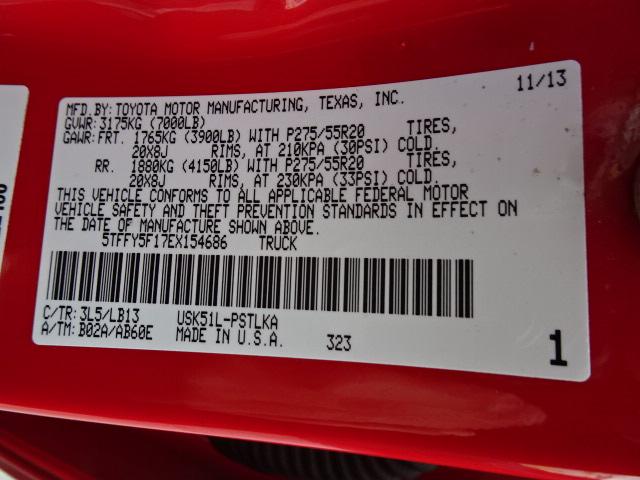 11/13
MFD.BY:TOYOTA MOTOR MANUFACTURING, TEXAS, INC.
GVWR:3175KG (7000LB)
GAWR:FRT. 1765KG (3900LB) WITH P275/55R20 TIRES,
20x8J RIMS, AT 210KPA (30PSI) COLD.
RR. 1880KG (4150LB) WITH P275/55R20 TIRES,
20x8J RIMS, AT 230KPA (33PSI) COLD.
THIS VEHICLE CONFORMS TO ALL APPLICABLE FEDERAL MOTOR
VEHICLE SAFETY AND THEFT PREVENTION STANDARDS IN EFFECT ON
THE DATE OF MANUFACTURE SHOWN ABOVE.
5TFFY5F17EX154686 TRUCK
C/TR:3L5/LB13 USK51L-PSTLKA
A/TM:B02A/AB60E MADE IN U.S.A. 323
1